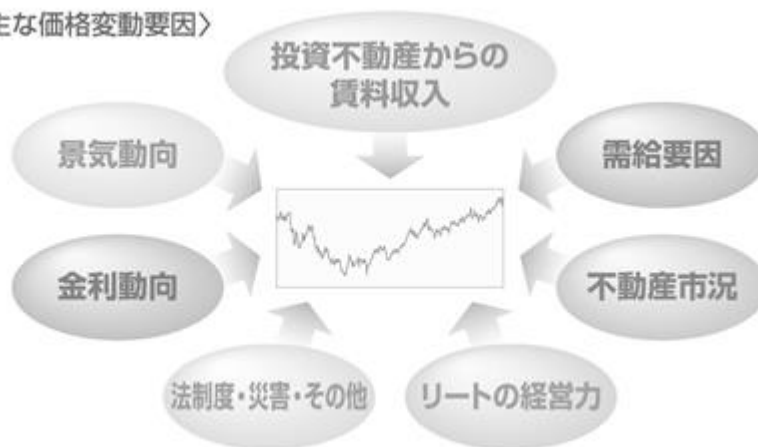 主な価格変動要因〉
投資不動産からの
賃料収入
景気動向
需給要因
金利動向
不動産市況
法制度・災害・その他
リートの経営力